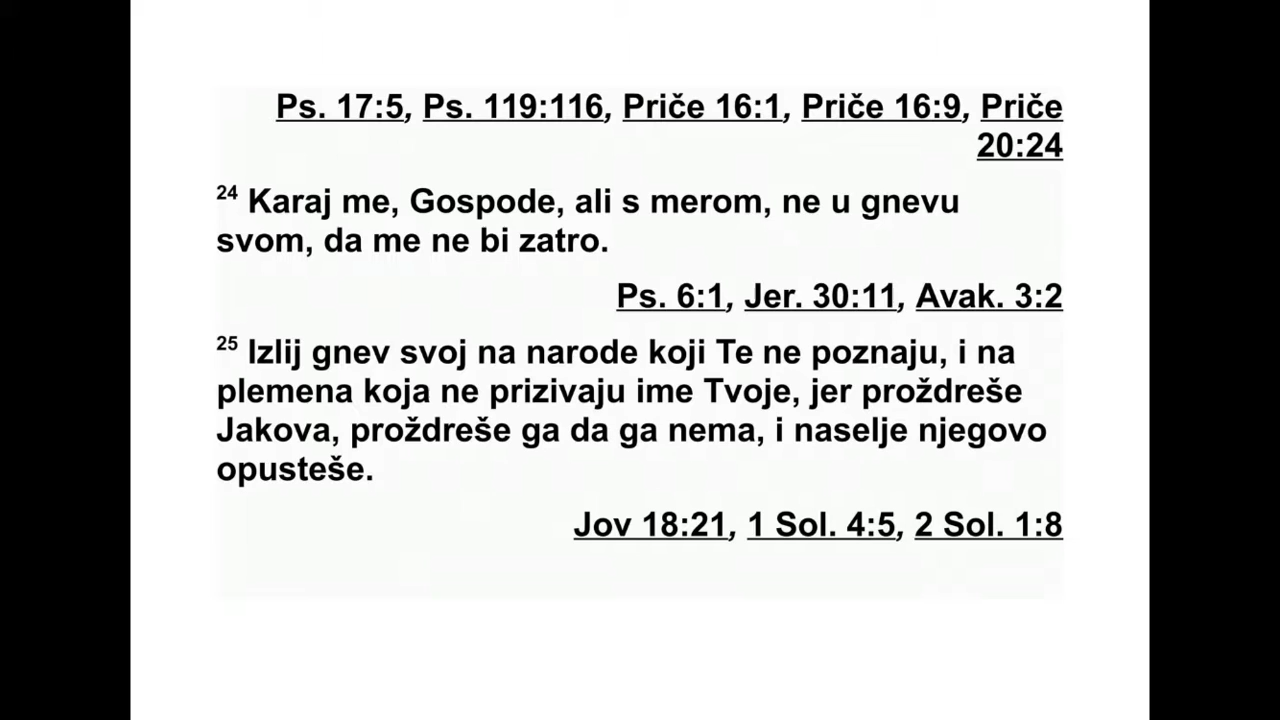 Ps. 17:5, Ps. 119:116, Priče 16:1, Priče 16:9, Priče
20:24
24 Karaj me, Gospode, ali s merom, ne u gnevu
svom, da me ne bi zatro.
Ps. 6:1, Jer. 30:11, Avak. 3:2
25 Izlij gnev svoj na narode koji Te ne poznaju, i na
plemena koja ne prizivaju ime Tvoje, jer proždreše
Jakova, proždreše ga da ga nema, i naselje njegovo
opusteše.
Jov 18:21, 1 Sol. 4:5, 2 Sol. 1:8